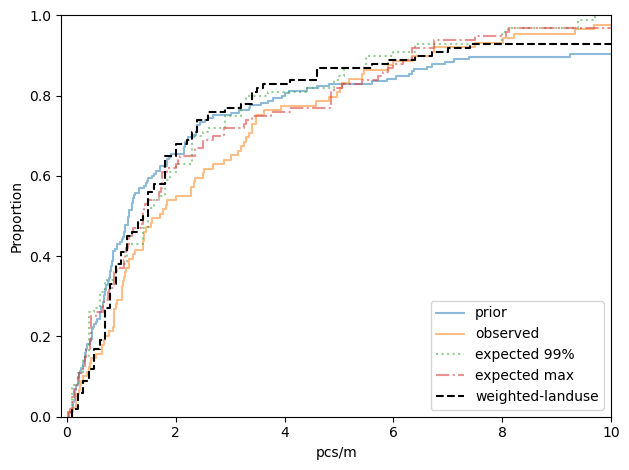 1.0
0.8
0.6
0.4
0.2
0.0
Proportion
0
2
4
6
8
10
pcs/m
prior
observed
expected 99%
expected max
weighted-landuse